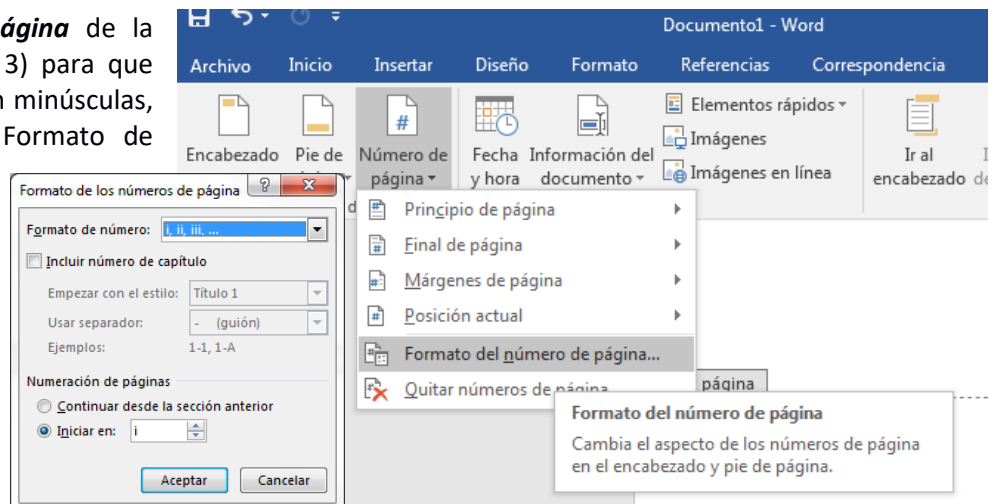 ágina de la
3) para que
n minúsculas,
Formato de
Documento1 - Word
Archivo Inicio Insertar Diseño Formato Referencias Correspondencia
Encabezado
Pie de
Número de
página
Fecha
y hora
Información del
documento
Elementos rápidos
Imágenes
Imágenes en línea
Ir al
encabezado
Principio de página
Final de página
Márgenes de página
Posición actual
Formato del número de página...
Quitar números de página
página
Formato del número de página
Cambia el aspecto de los números de página
en el encabezado y pie de página.
Formato de los números de página
Formato de número: i, ii, iii, ...
Incluir número de capítulo
Empezar con el estilo: Título 1
Usar separador: - (guión)
Ejemplos: 1-1, 1-A
Numeración de páginas
Continuar desde la sección anterior
Iniciar en: i
Aceptar Cancelar